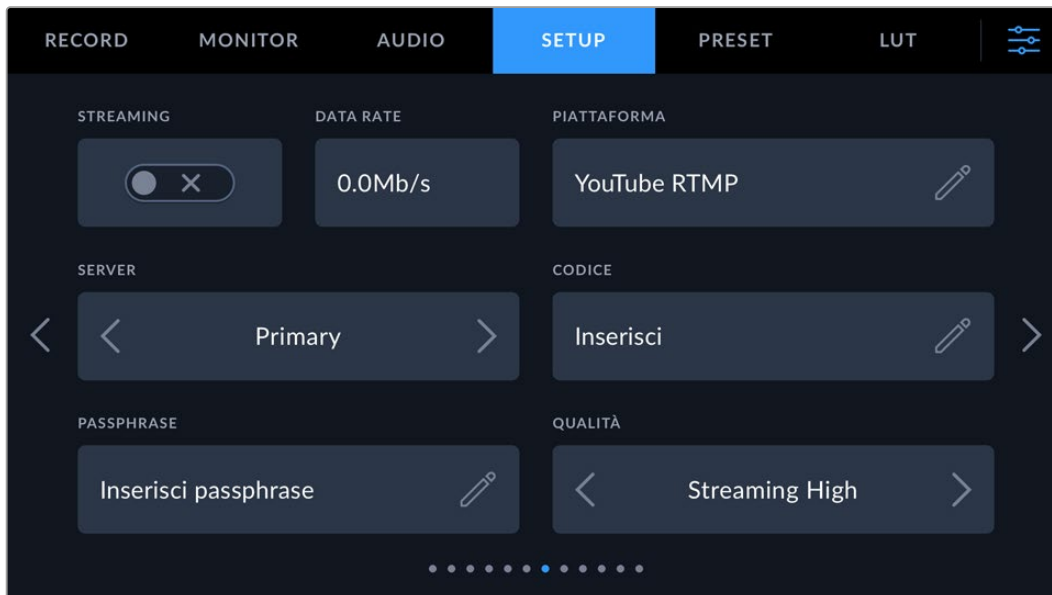 RECORD MONITOR AUDIO SETUP PRESET LUT
STREAMING DATA RATE PIATTAFORMA
0.0Mb/s YouTube RTMP
SERVER CODICE
Primary Inserisci
PASSPHRASE QUALITÀ
Inserisci passphrase Streaming High